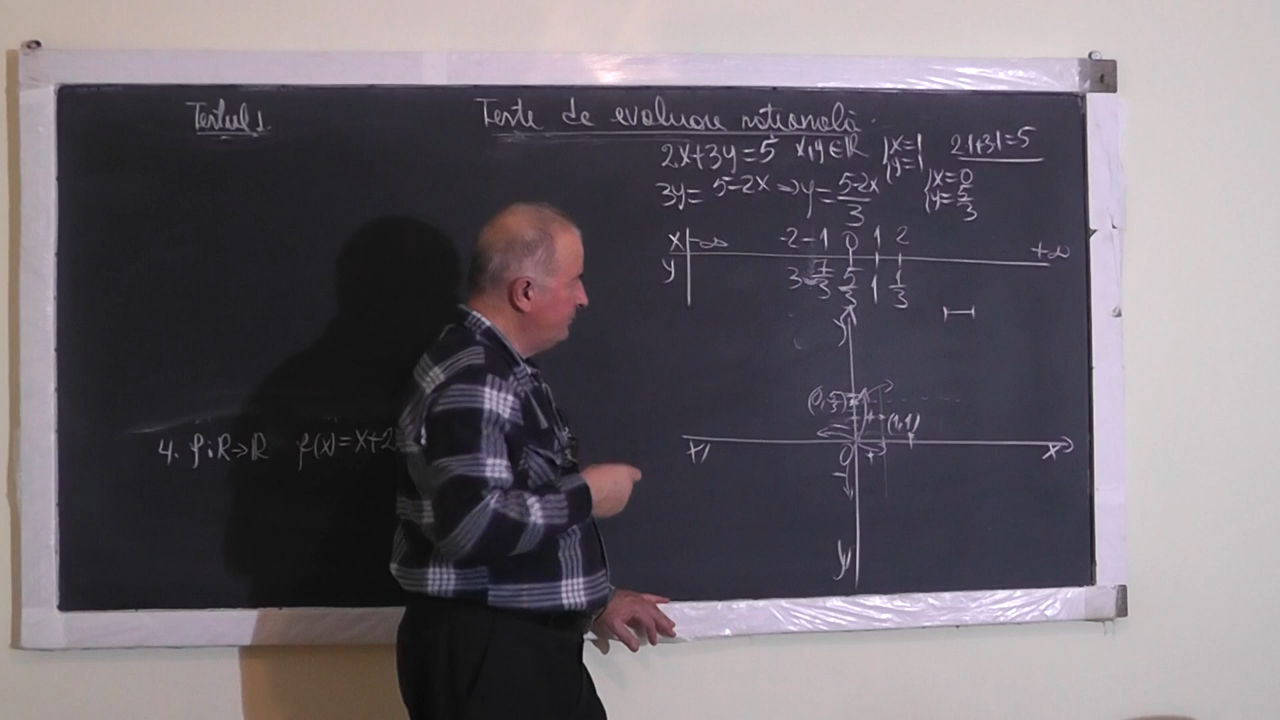 Testul 1.
Teste de evaluare națională.
2x+3y=5 x,y∈R {x=1 y=1 2·1+3·1=5
3y= 5-2x ⇒ y= 5-2x/3 {x=0 y=5/3
x -∞ -2 -1 0 1 2 +∞
y 3 7/3 5/3 1 1/3
y
(0,5/3)
+ (1,1)
4. f:R→R f(x)=x+2
x' 0 + x
-
y'